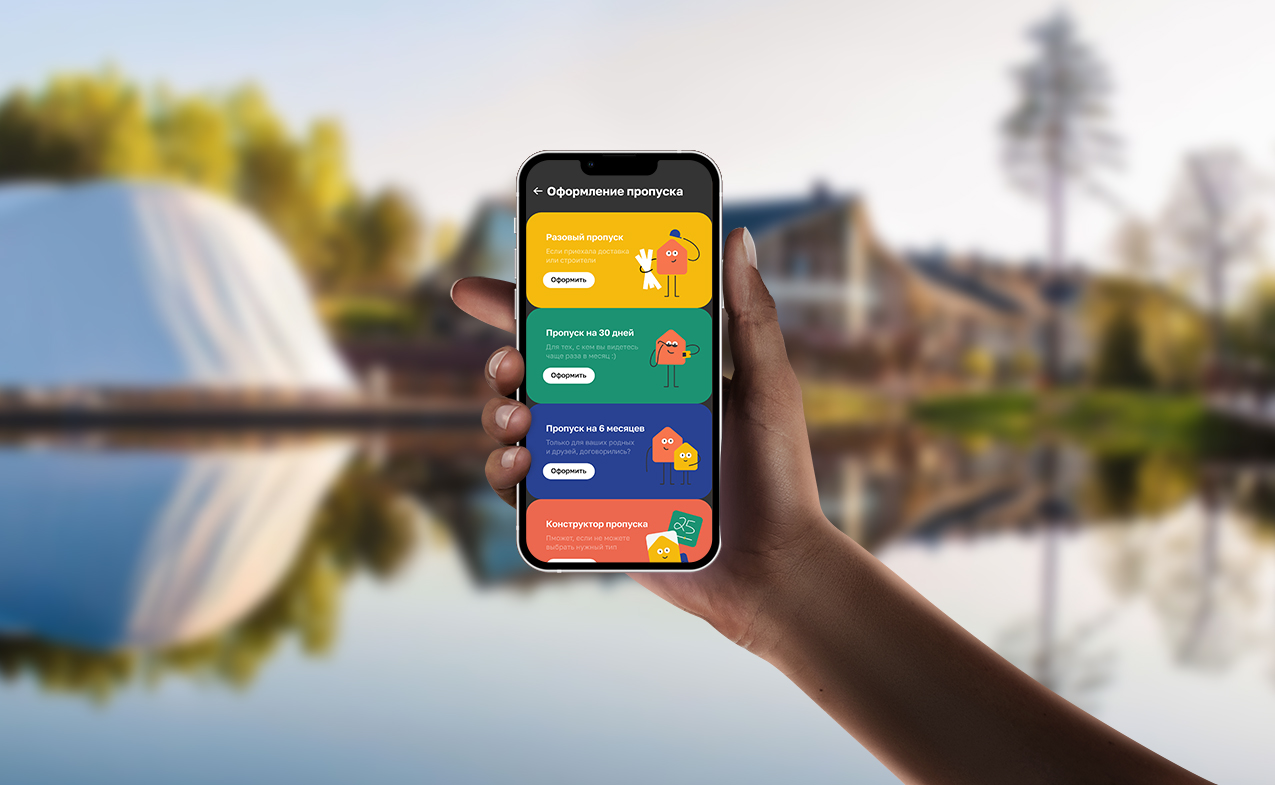 Оформление пропуска
Разовый пропуск
Если приехала доставка
или строители
Оформить
Пропуск на 30 дней
Для тех, с кем вы видетесь
чаще раза в месяц :)
Оформить
Пропуск на 6 месяцев
Только для ваших родных
и друзей, договорились?
Оформить
Конструктор пропуска
25
Пможат, если не можете
выбрать нужный тип